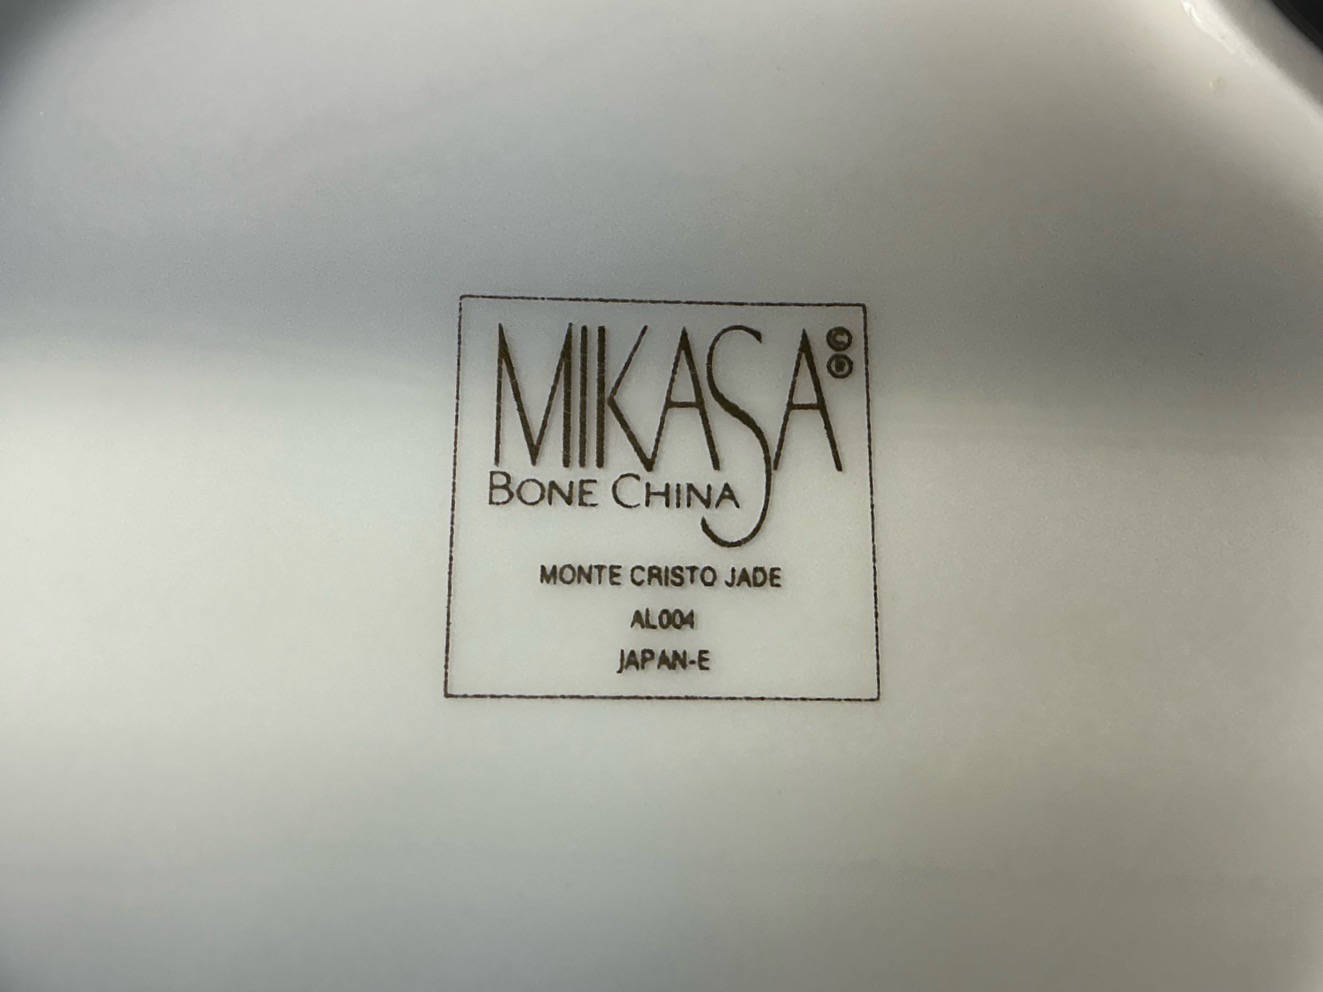 MIKASA©®
BONE CHINA
MONTE CRISTO JADE
AL004
JAPAN-E